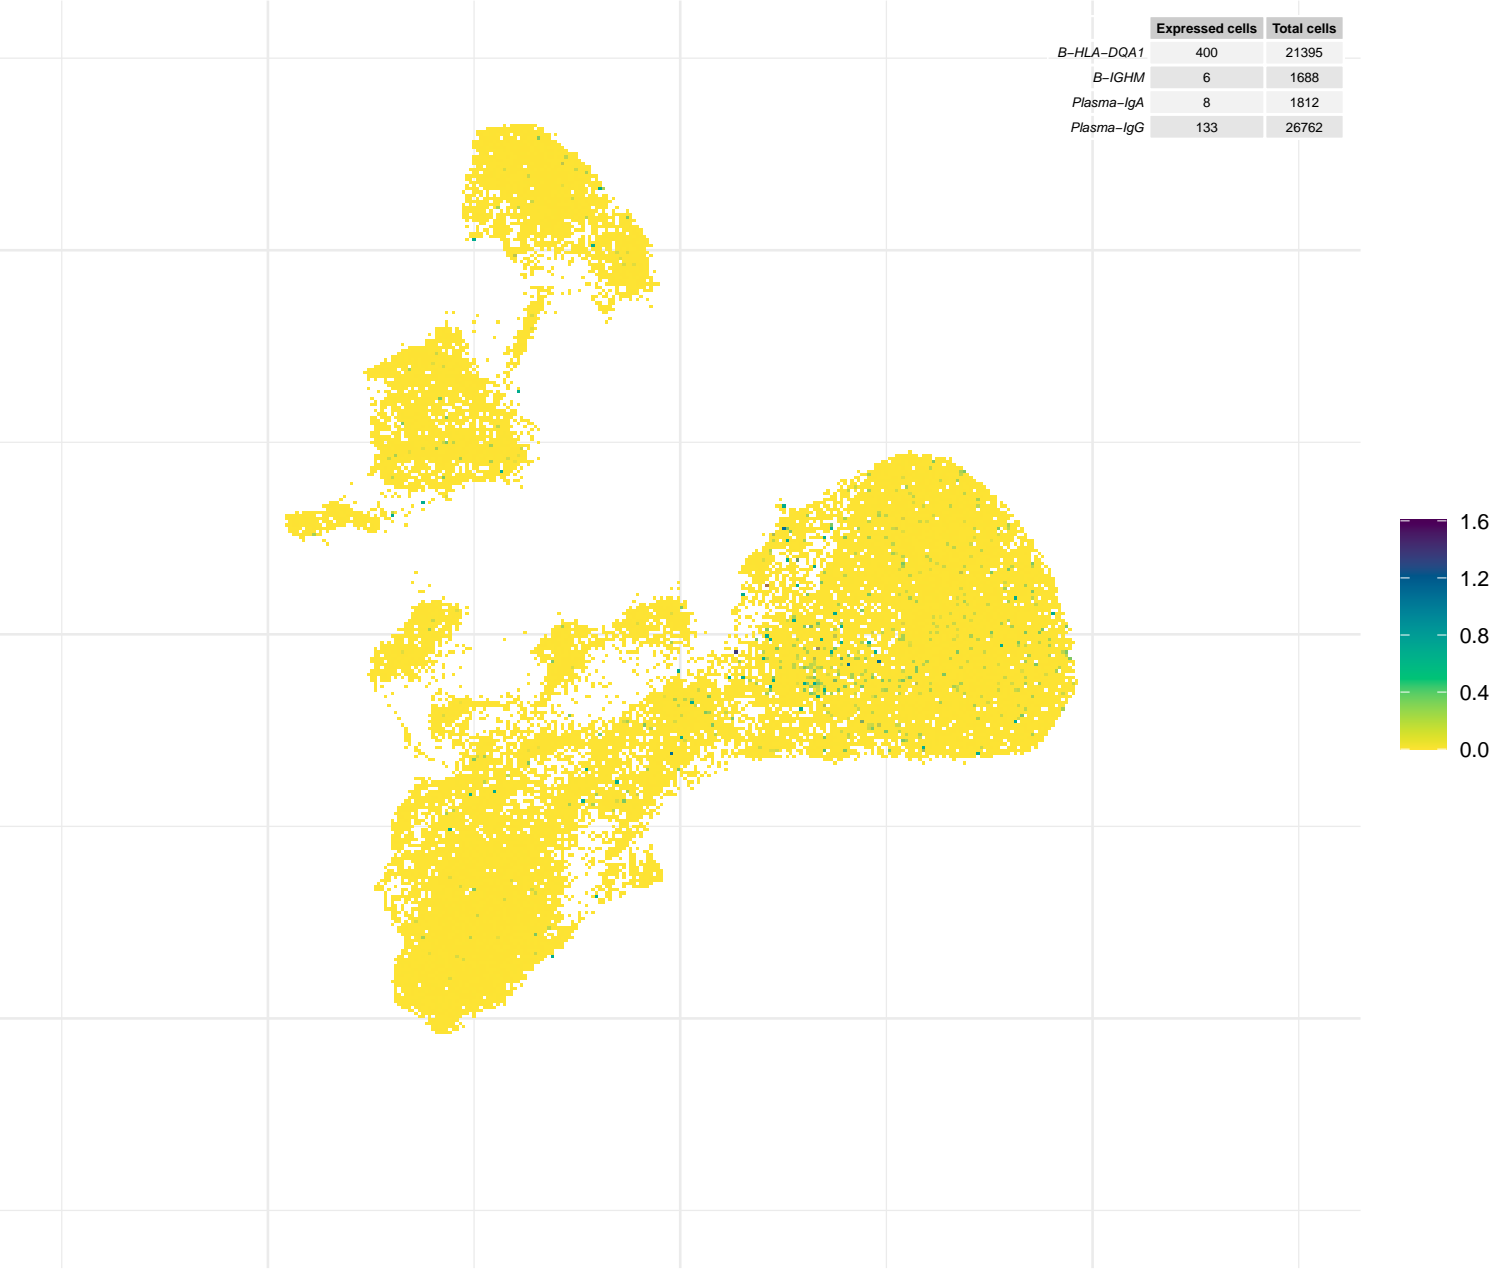 Expressed cells Total cells
B−HLA−DQA1 400 21395
B−IGHM 6 1688
Plasma−IgA 8 1812
Plasma−IgG 133 26762
1.6
1.2
0.8
0.4
0.0